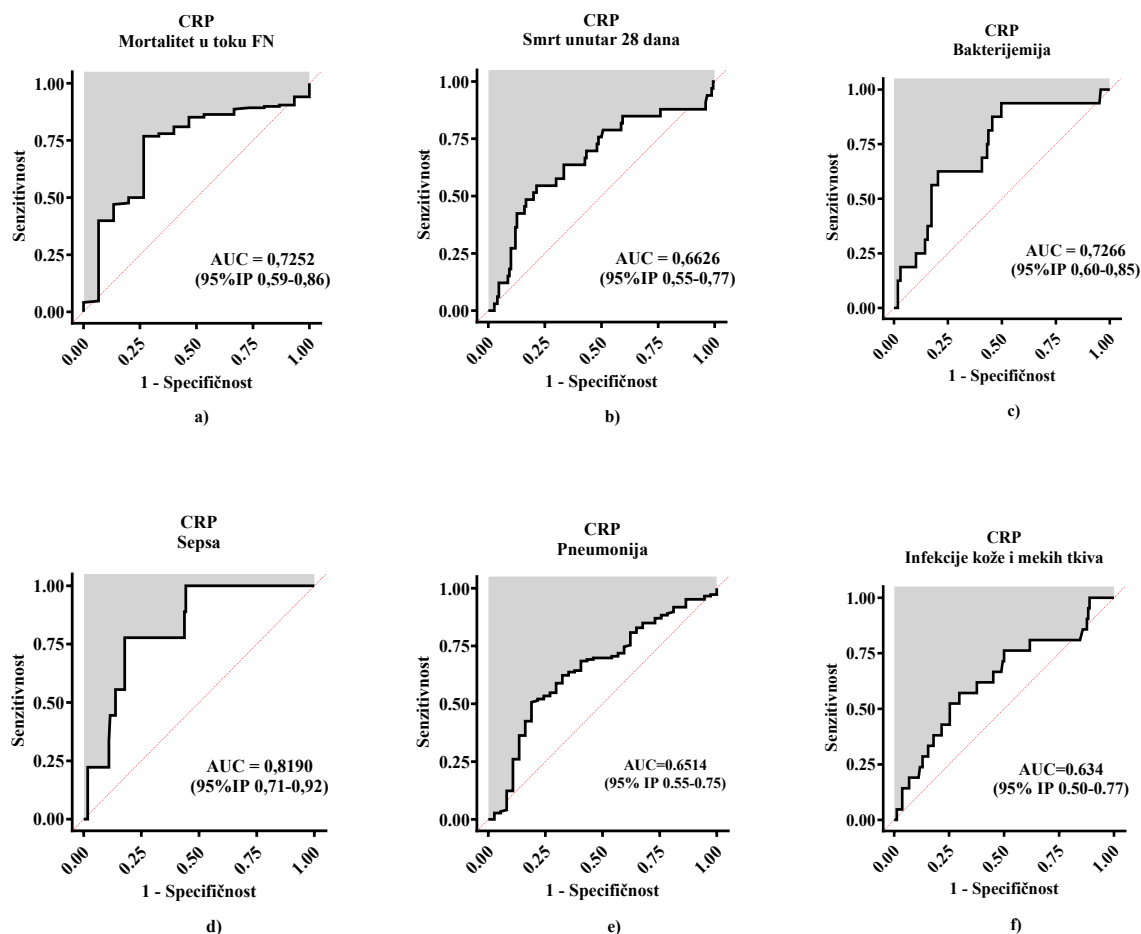 CRP
Mortalitet u toku FN
1.00
0.75
0.50
0.25
0.00
Senzitivnost
AUC = 0,7252
(95%IP 0,59-0,86)
0.00
0.25
0.50
0.75
1.00
1 - Specifičnost
a)
CRP
Smrt unutar 28 dana
1.00
0.75
0.50
0.25
0.00
Senzitivnost
AUC = 0,6626
(95%IP 0,55-0,77)
0.00
0.25
0.50
0.75
1.00
1 - Specifičnost
b)
CRP
Bakterijemija
1.00
0.75
0.50
0.25
0.00
Senzitivnost
AUC = 0,7266
(95%IP 0,60-0,85)
0.00
0.25
0.50
0.75
1.00
1 - Specifičnost
c)
CRP
Sepsa
1.00
0.75
0.50
0.25
0.00
Senzitivnost
AUC = 0,8190
(95%IP 0,71-0,92)
0.00
0.25
0.50
0.75
1.00
1 - Specifičnost
d)
CRP
Pneumonija
1.00
0.75
0.50
0.25
0.00
Senzitivnost
AUC=0.6514
(95% IP 0.55-0.75)
0.00
0.25
0.50
0.75
1.00
1 - Specifičnost
e)
CRP
Infekcije kože i mekih tkiva
1.00
0.75
0.50
0.25
0.00
Senzitivnost
AUC=0.634
(95% IP 0.50-0.77)
0.00
0.25
0.50
0.75
1.00
1 - Specifičnost
f)